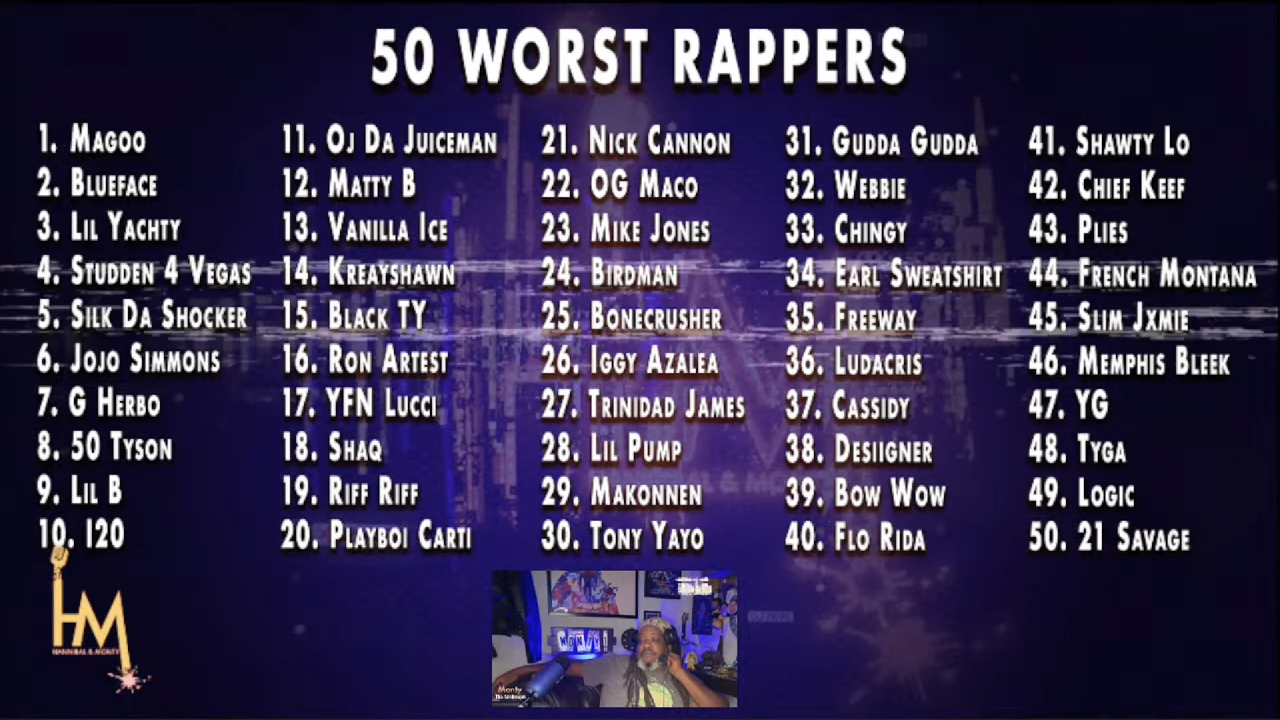 50 WORST RAPPERS
1. MAGOO
2. BLUEFACE
3. LIL YACHTY
4. STUDDEN 4 VEGAS
5. SILK DA SHOCKER
6. JOJO SIMMONS
7. G HERBO
8. 50 TYSON
9. LIL B
10. I20
11. OJ DA JUICEMAN
12. MATTY B
13. VANILLA ICE
14. KREAYSHAWN
15. BLACK TY
16. RON ARTEST
17. YFN LUCCI
18. SHAQ
19. RIFF RIFF
20. PLAYBOI CARTI
21. NICK CANNON
22. OG MACO
23. MIKE JONES
24. BIRDMAN
25. BONECRUSHER
26. IGGY AZALEA
27. TRINIDAD JAMES
28. LIL PUMP
29. MAKONNEN
30. TONY YAYO
31. GUDDA GUDDA
32. WEBBIE
33. CHINGY
34. EARL SWEATSHIRT
35. FREEWAY
36. LUDACRIS
37. CASSIDY
38. DESIIGNER
39. BOW WOW
40. FLO RIDA
41. SHAWTY LO
42. CHIEF KEEF
43. PLIES
44. FRENCH MONTANA
45. SLIM JXMIE
46. MEMPHIS BLEEK
47. YG
48. TYGA
49. LOGIC
50. 21 SAVAGE
HM
HANNIBAL & MONTY
MONTY!
Monty